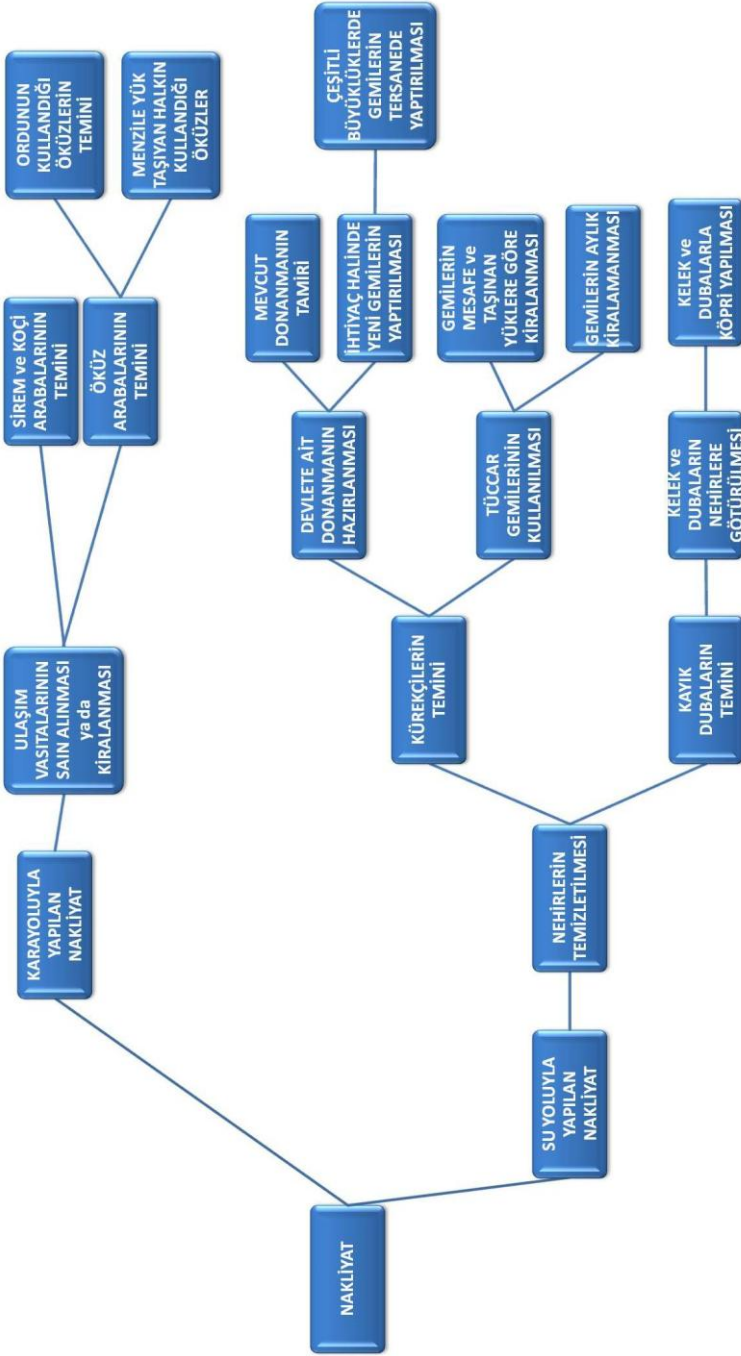 NAKLİYAT
KARAYOLUYLA
YAPILAN
NAKLİYAT
ULAŞIM
VASITALARININ
SAIN ALINMASI
ya da
KİRALANMASI
SİREM ve KOÇİ
ARABALARININ
TEMİNİ
ÖKÜZ
ARABALARININ
TEMİNİ
ORDUNUN
KULLANDIĞI
ÖKÜZLERİN
TEMİNİ
MENZİLE YÜK
TAŞIYAN HALKIN
KULLANDIĞI
ÖKÜZLER
SU YOLUYLA
YAPILAN
NAKLİYAT
NEHİRLERİN
TEMİZLETİLMESİ
KÜREKÇİLERİN
TEMİNİ
DEVLETE AİT
DONANMANIN
HAZIRLANMASI
MEVCUT
DONANMANIN
TAMİRİ
İHTİYAÇ HALİNDE
YENİ GEMİLERİN
YAPTIRILMASI
ÇEŞİTLİ
BÜYÜKLÜKLERDE
GEMİLERİN
TERSANEDE
YAPTIRILMASI
TÜCCAR
GEMİLERİNİN
KULLANILMASI
GEMİLERİN
MESAFE ve
TAŞINAN
YÜKLERE GÖRE
KİRALANMASI
GEMİLERİN AYLIK
KİRALAMANMASI
KAYIK
DUBALARIN
TEMİNİ
KELEK ve
DUBALARIN
NEHİRLERE
GÖTÜRÜLMESİ
KELEK ve
DUBALARLA
KÖPRİ YAPILMASI